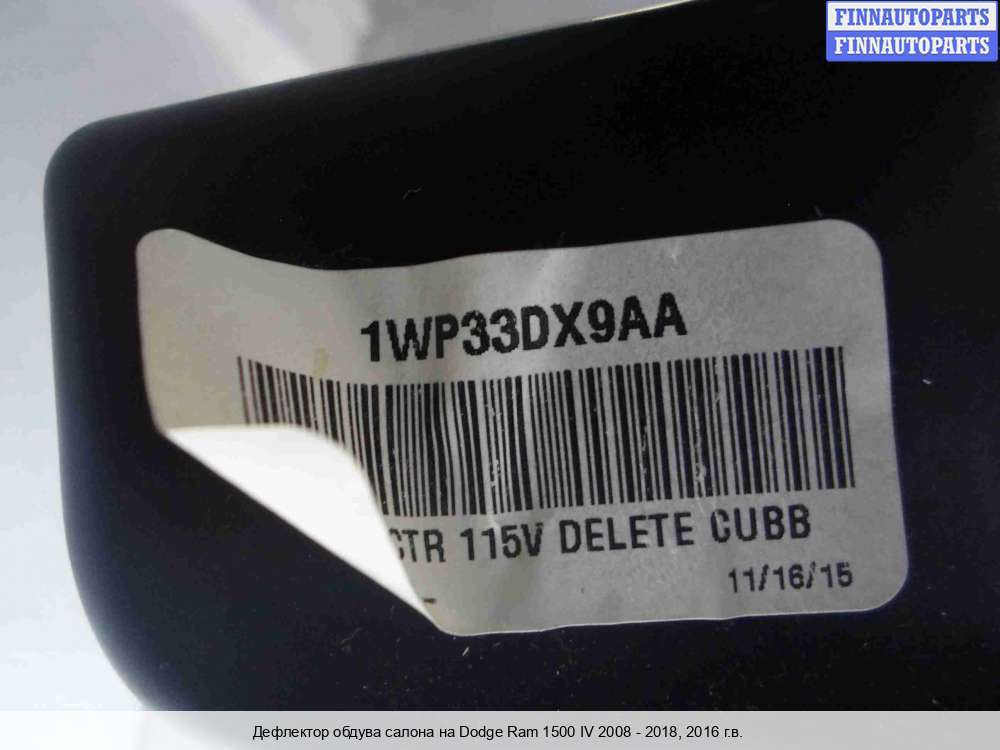 FINNAUTOPARTS
FINNAUTOPARTS
1WP33DX9AA
115V DELETE CUBB
11/16/15
Дефлектор обдува салона на Dodge Ram 1500 IV 2008 - 2018, 2016 г.в.